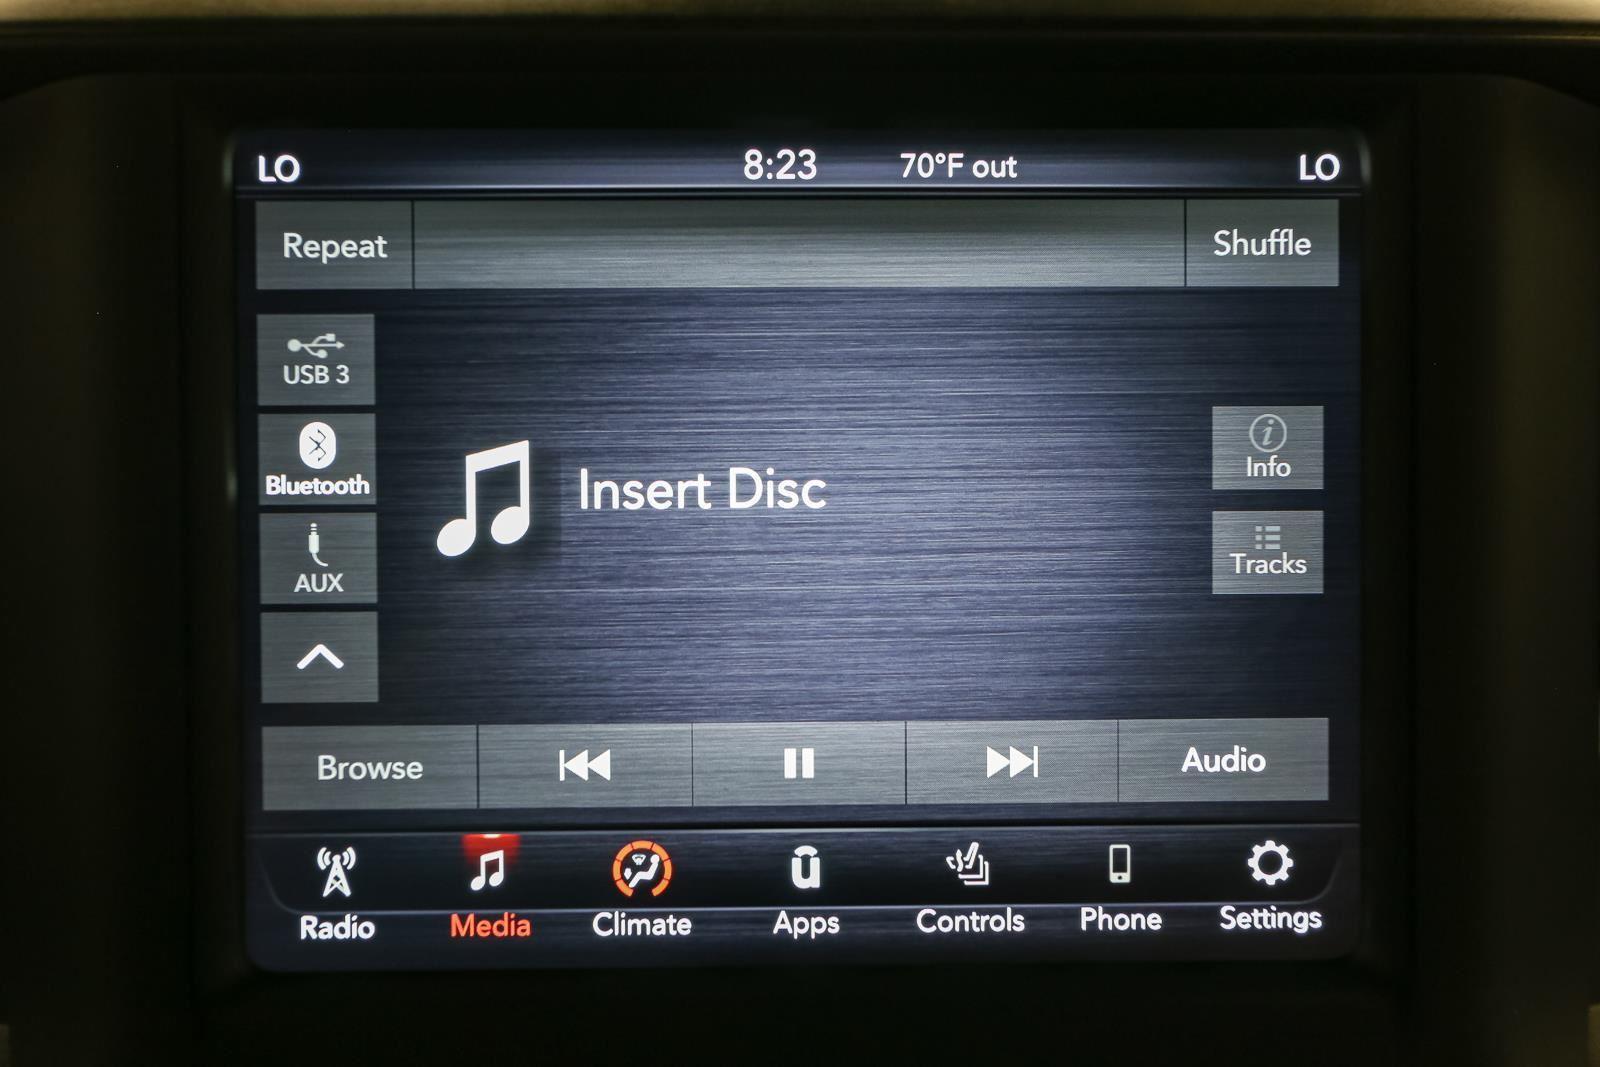 LO 8:23 70°F out LO
Repeat Shuffle
USB 3
Bluetooth
AUX
Insert Disc
Info
Tracks
Browse Audio
Radio Media Climate Apps Controls Phone Settings